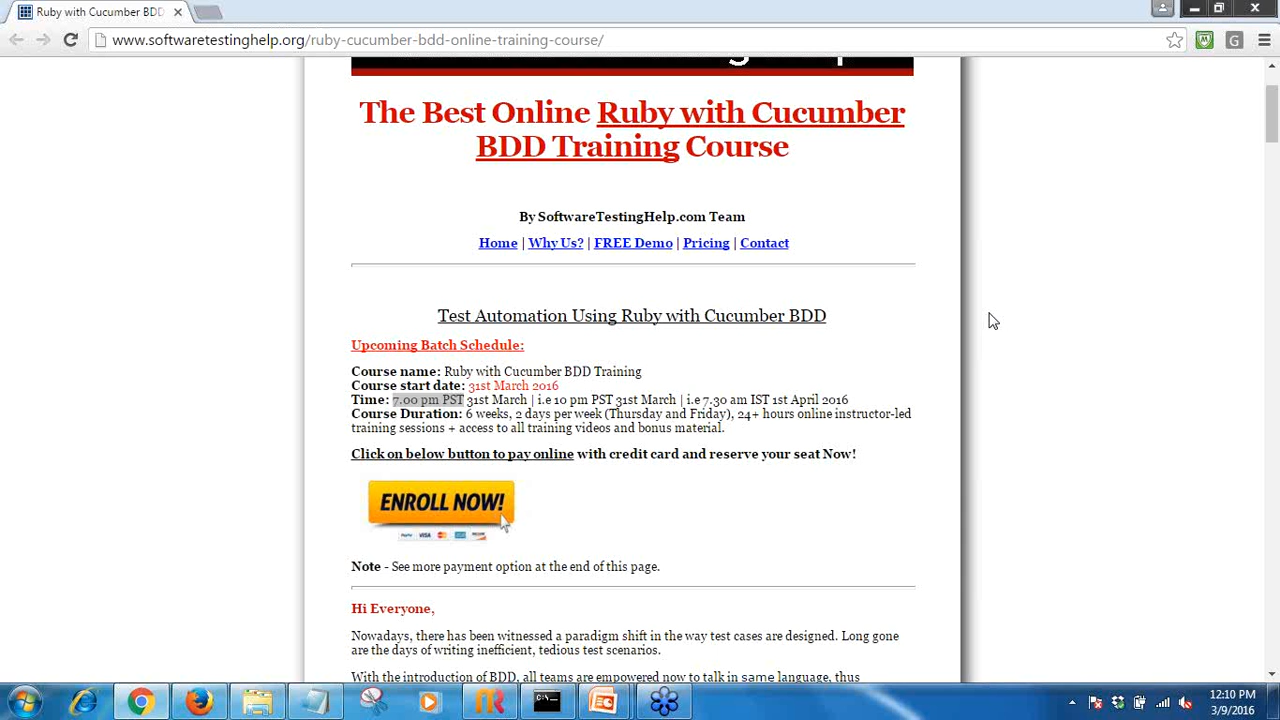 Ruby with Cucumber BDD
www.softwaretestinghelp.org/ruby-cucumber-bdd-online-training-course/
The Best Online Ruby with Cucumber
BDD Training Course
By SoftwareTestingHelp.com Team
Home | Why Us? | FREE Demo | Pricing | Contact
Test Automation Using Ruby with Cucumber BDD
Upcoming Batch Schedule:
Course name: Ruby with Cucumber BDD Training
Course start date: 31st March 2016
Time: 7.00 pm PST 31st March | i.e 10 pm PST 31st March | i.e 7.30 am IST 1st April 2016
Course Duration: 6 weeks, 2 days per week (Thursday and Friday), 24+ hours online instructor-led
training sessions + access to all training videos and bonus material.
Click on below button to pay online with credit card and reserve your seat Now!
ENROLL NOW!
PayPal VISA
Note - See more payment option at the end of this page.
Hi Everyone,
Nowadays, there has been witnessed a paradigm shift in the way test cases are designed. Long gone
are the days of writing inefficient, tedious test scenarios.
With the introduction of BDD, all teams are empowered now to talk in same language, thus
12:10 PM
3/9/2016